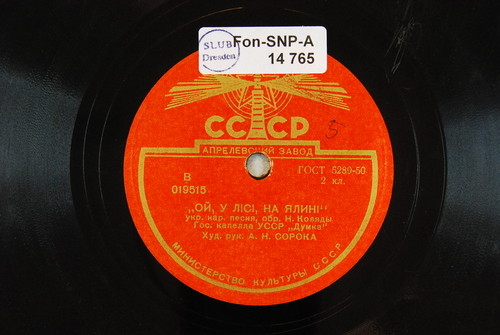 SLUB
Dresden
Fon-SNP-A
14 765
СССР
5
АПРЕЛЕВСКИЙ ЗАВОД
В
019515
ГОСТ 5289-50
2 кл.
„ОЙ, У ЛІСІ, НА ЯЛИНІ“
укр. нар. песня, обр. Н. Коляды
Гос. капелла УССР „Думка“
Худ. рук. А. Н. СОРОКА
МИНИСТЕРСТВО КУЛЬТУРЫ СССР